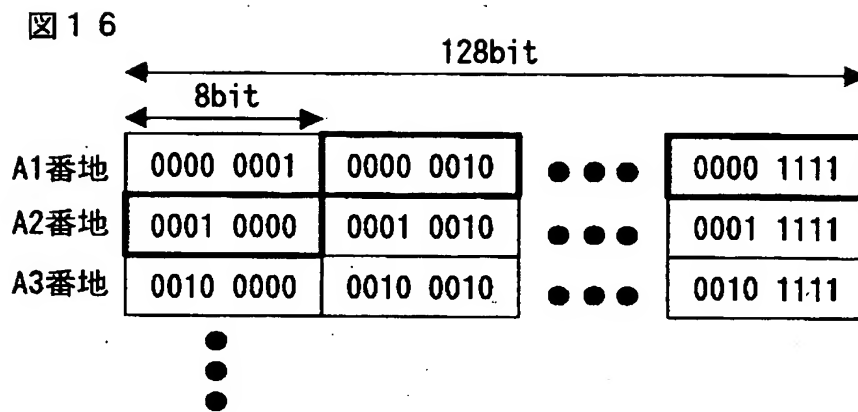 図16
128bit
8bit
A1番地 0000 0001 0000 0010 ●●● 0000 1111
A2番地 0001 0000 0001 0010 ●●● 0001 1111
A3番地 0010 0000 0010 0010 ●●● 0010 1111